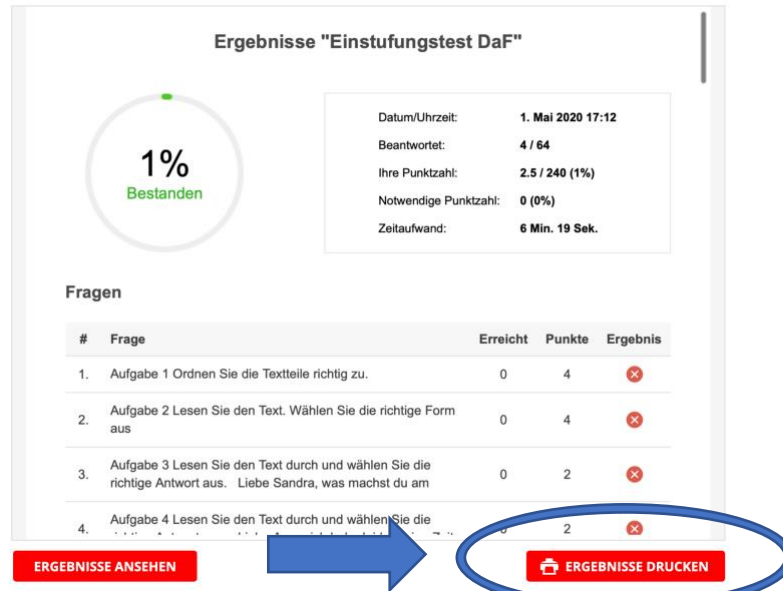 Ergebnisse "Einstufungstest DaF"
1%
Bestanden
Datum/Uhrzeit: 1. Mai 2020 17:12
Beantwortet: 4 / 64
Ihre Punktzahl: 2.5 / 240 (1%)
Notwendige Punktzahl: 0 (0%)
Zeitaufwand: 6 Min. 19 Sek.
Fragen
# Frage Erreicht Punkte Ergebnis
1. Aufgabe 1 Ordnen Sie die Textteile richtig zu. 0 4
2. Aufgabe 2 Lesen Sie den Text. Wählen Sie die richtige Form
aus 0 4
3. Aufgabe 3 Lesen Sie den Text durch und wählen Sie die
richtige Antwort aus. Liebe Sandra, was machst du am 0 2
4. Aufgabe 4 Lesen Sie den Text durch und wählen Sie die 2
ERGEBNISSE ANSEHEN
ERGEBNISSE DRUCKEN